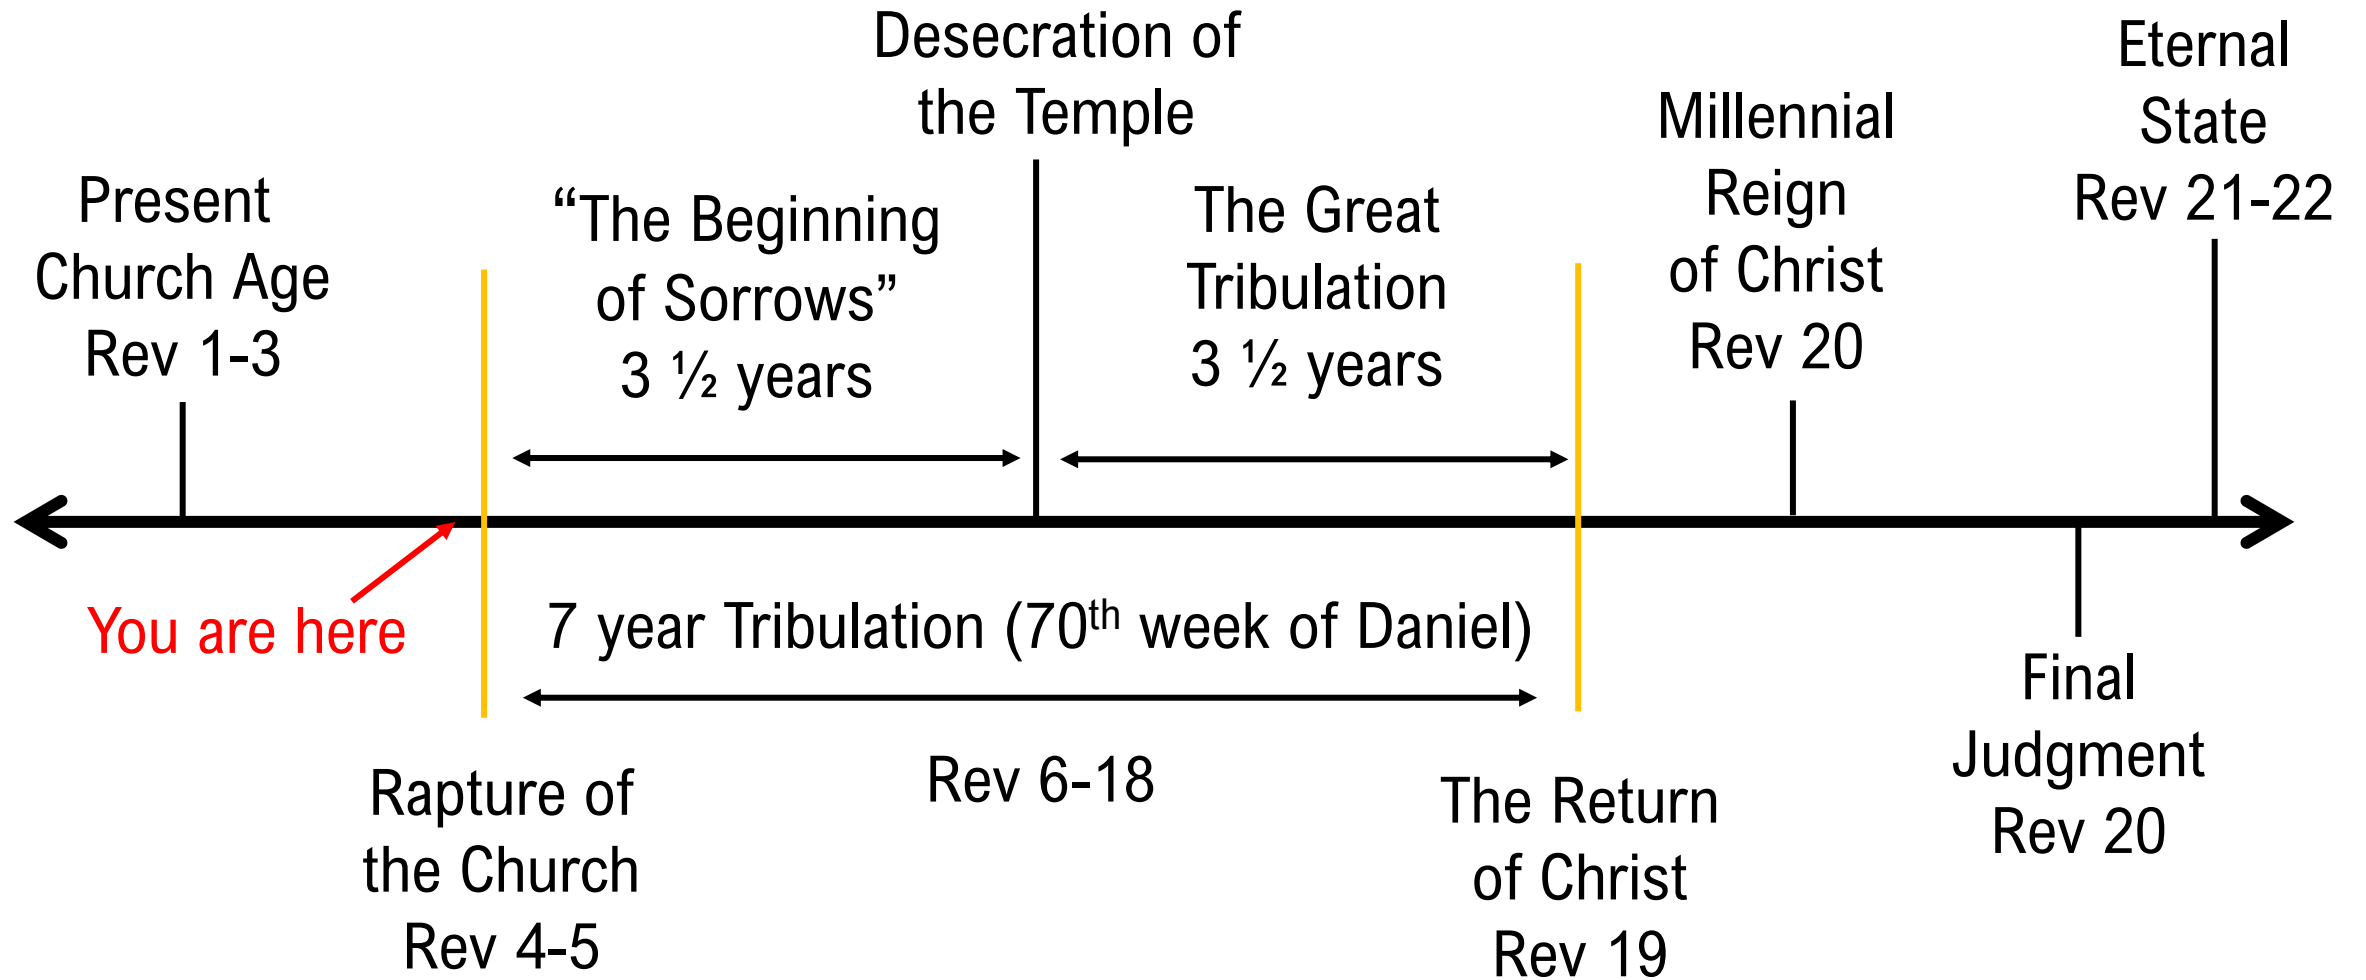 Present
Church Age
Rev 1-3
“The Beginning
of Sorrows”
3 ½ years
Desecration of
the Temple
The Great
Tribulation
3 ½ years
Millennial
Reign
of Christ
Rev 20
Eternal
State
Rev 21-22
You are here
7 year Tribulation (70th week of Daniel)
Rev 6-18
Rapture of
the Church
Rev 4-5
The Return
of Christ
Rev 19
Final
Judgment
Rev 20